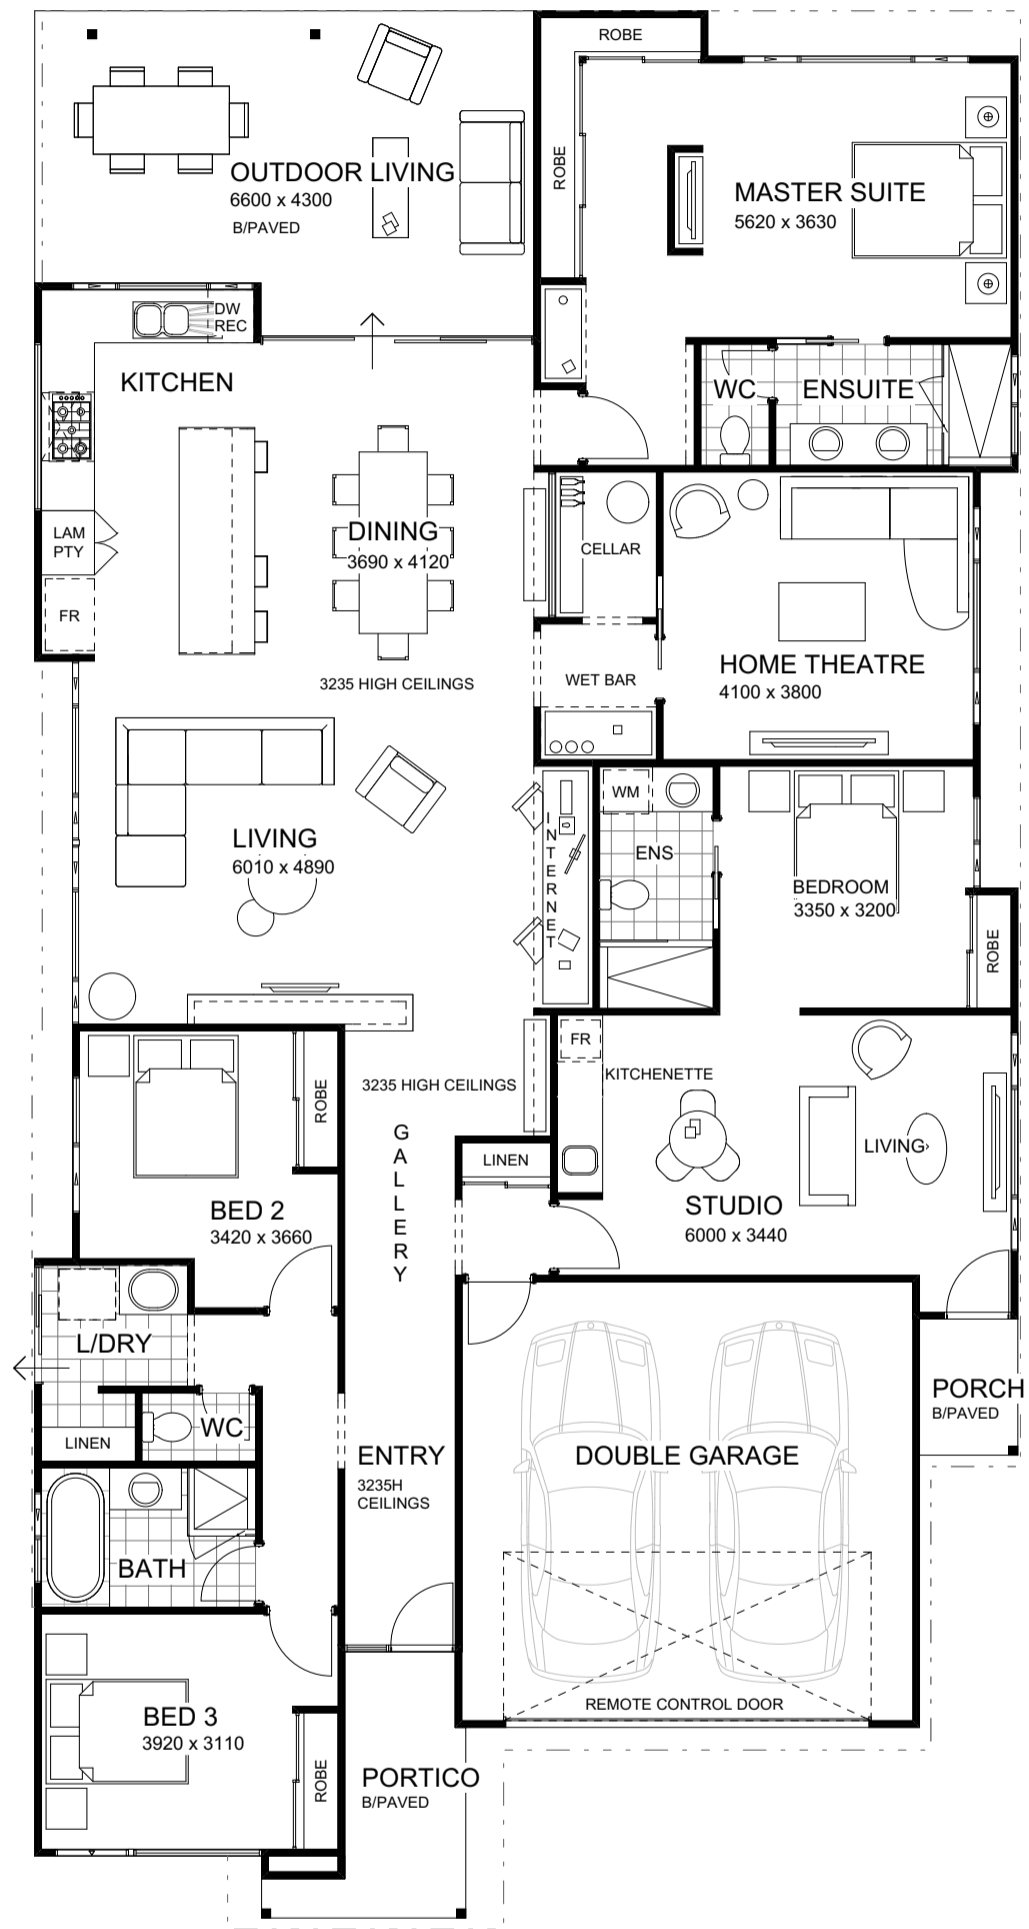 ROBE
ROBE
OUTDOOR LIVING
6600 x 4300
B/PAVED
MASTER SUITE
5620 x 3630
DW
REC
KITCHEN
WC
ENSUITE
LAM
PTY
FR
DINING
3690 x 4120
CELLAR
3235 HIGH CEILINGS
WET BAR
HOME THEATRE
4100 x 3800
LIVING
6010 x 4890
INTERNET
WM
ENS
BEDROOM
3350 x 3200
ROBE
FR
KITCHENETTE
3235 HIGH CEILINGS
ROBE
GALLERY
LINEN
LIVING
BED 2
3420 x 3660
STUDIO
6000 x 3440
L/DRY
WC
LINEN
ENTRY
3235H
CEILINGS
DOUBLE GARAGE
PORCH
B/PAVED
BATH
REMOTE CONTROL DOOR
BED 3
3920 x 3110
ROBE
PORTICO
B/PAVED